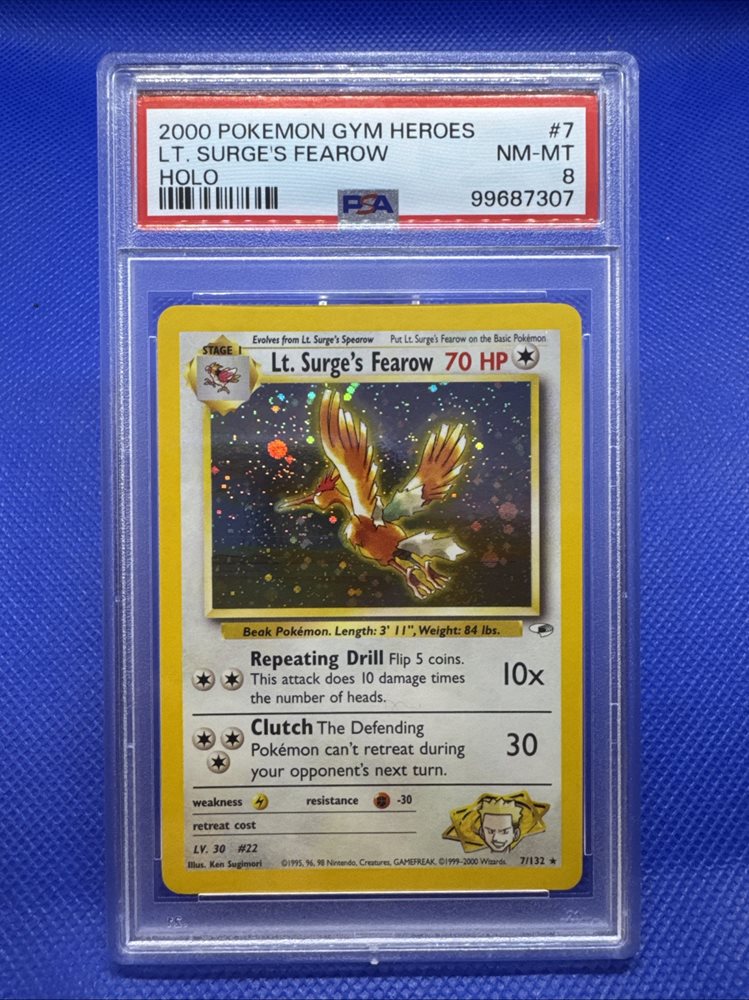 2000 POKEMON GYM HEROES #7
LT. SURGE'S FEAROW NM-MT
HOLO 8
PSA 99687307
Evolves from Lt. Surge's Spearow Put Lt. Surge's Fearow on the Basic Pokémon
STAGE 1
Lt. Surge's Fearow 70 HP
Beak Pokémon. Length: 3' 11", Weight: 84 lbs.
Repeating Drill Flip 5 coins.
This attack does 10 damage times 10x
the number of heads.
Clutch The Defending
Pokémon can't retreat during 30
your opponent's next turn.
weakness resistance -30
retreat cost
LV. 30 #22
Illus. Ken Sugimori ©1995, 96, 98 Nintendo, Creatures, GAMEFREAK. ©1999-2000 Wizards. 7/132 ★